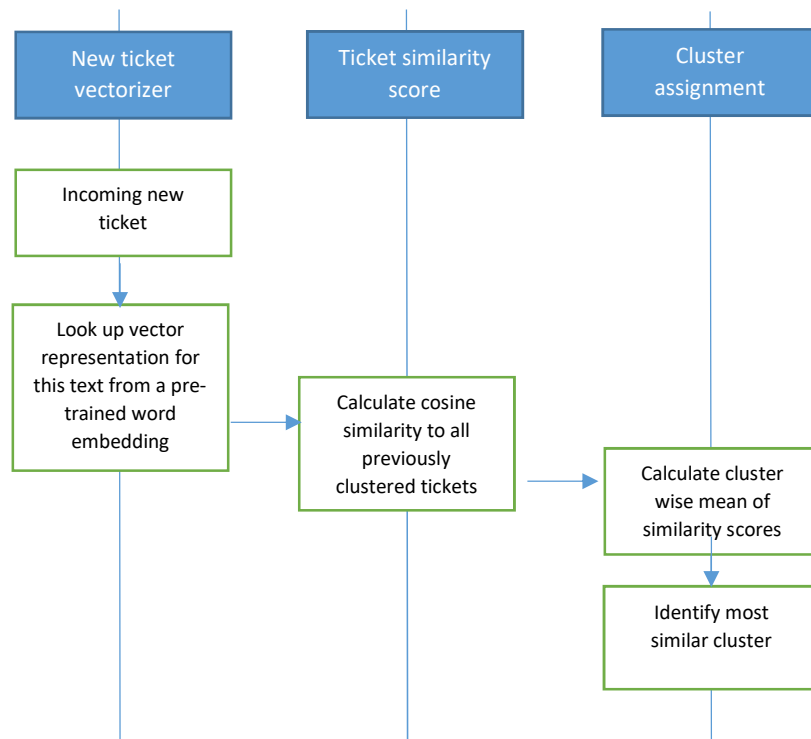 New ticket
vectorizer
Ticket similarity
score
Cluster
assignment
Incoming new
ticket
Look up vector
representation for
this text from a pre-
trained word
embedding
Calculate cosine
similarity to all
previously
clustered tickets
Calculate cluster
wise mean of
similarity scores
Identify most
similar cluster